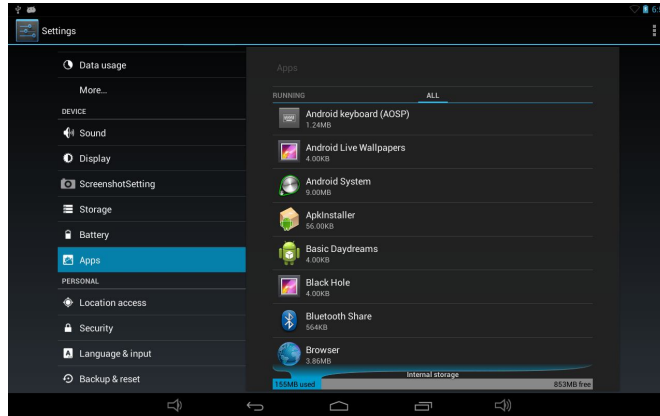 Settings
Data usage
More...
DEVICE
Sound
Display
ScreenshotSetting
Storage
Battery
Apps
PERSONAL
Location access
Security
Language & input
Backup & reset
Apps
RUNNING
ALL
Android keyboard (AOSP)
1.24MB
Android Live Wallpapers
4.00KB
Android System
9.00MB
ApkInstaller
56.00KB
Basic Daydreams
4.00KB
Black Hole
4.00KB
Bluetooth Share
564KB
Browser
3.86MB
Internal storage
155MB used
853MB free